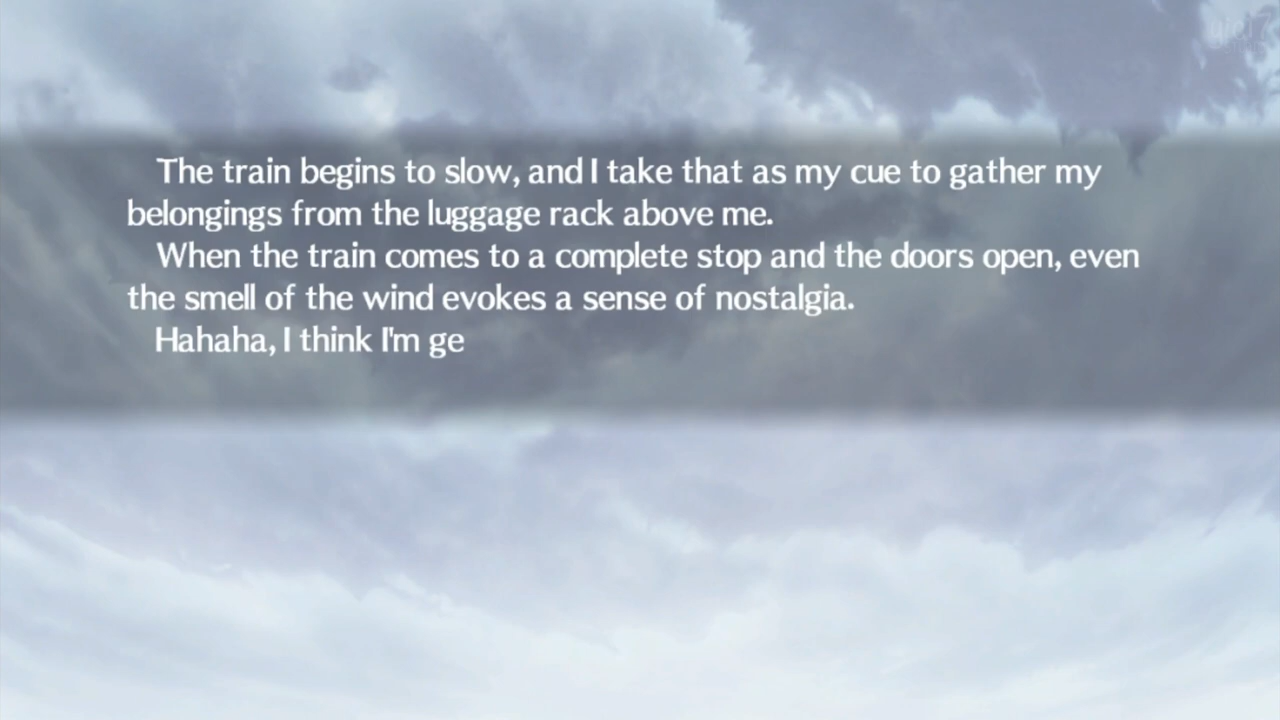 The train begins to slow, and I take that as my cue to gather my
belongings from the luggage rack above me.
When the train comes to a complete stop and the doors open, even
the smell of the wind evokes a sense of nostalgia.
Hahaha, I think I'm ge